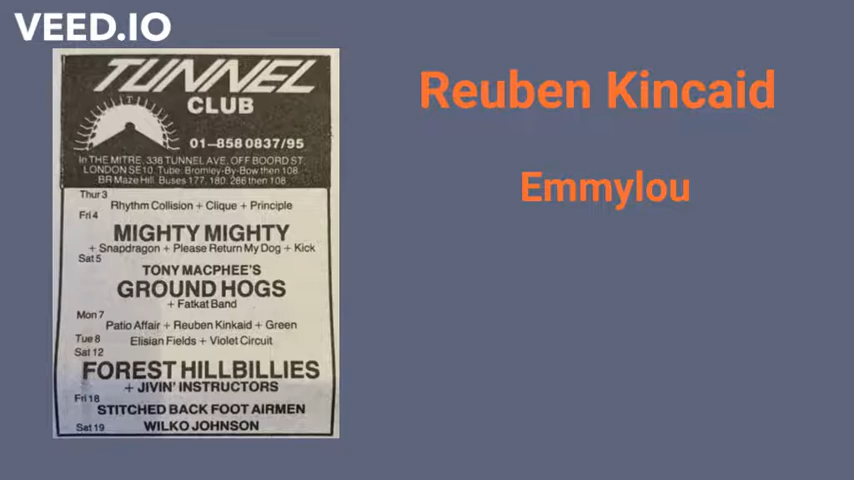 VEED.IO
TUNNEL
CLUB
01–858 0837/95
In THE MITRE, 338 TUNNEL AVE, OFF BOORD ST.
LONDON SE10. Tube: Bromley-By-Bow then 108
BR Maze Hill. Buses 177, 180, 286 then 108
Thur 3
Rhythm Collision + Clique + Principle
Fri 4
MIGHTY MIGHTY
+ Snapdragon + Please Return My Dog + Kick
Sat 5
TONY MACPHEE'S
GROUND HOGS
+ Fatkat Band
Mon 7
Patio Affair + Reuben Kinkaid + Green
Tue 8
Elisian Fields + Violet Circuit
Sat 12
FOREST HILLBILLIES
+ JIVIN' INSTRUCTORS
Fri 18
STITCHED BACK FOOT AIRMEN
Sat 19
WILKO JOHNSON
Reuben Kincaid
Emmylou